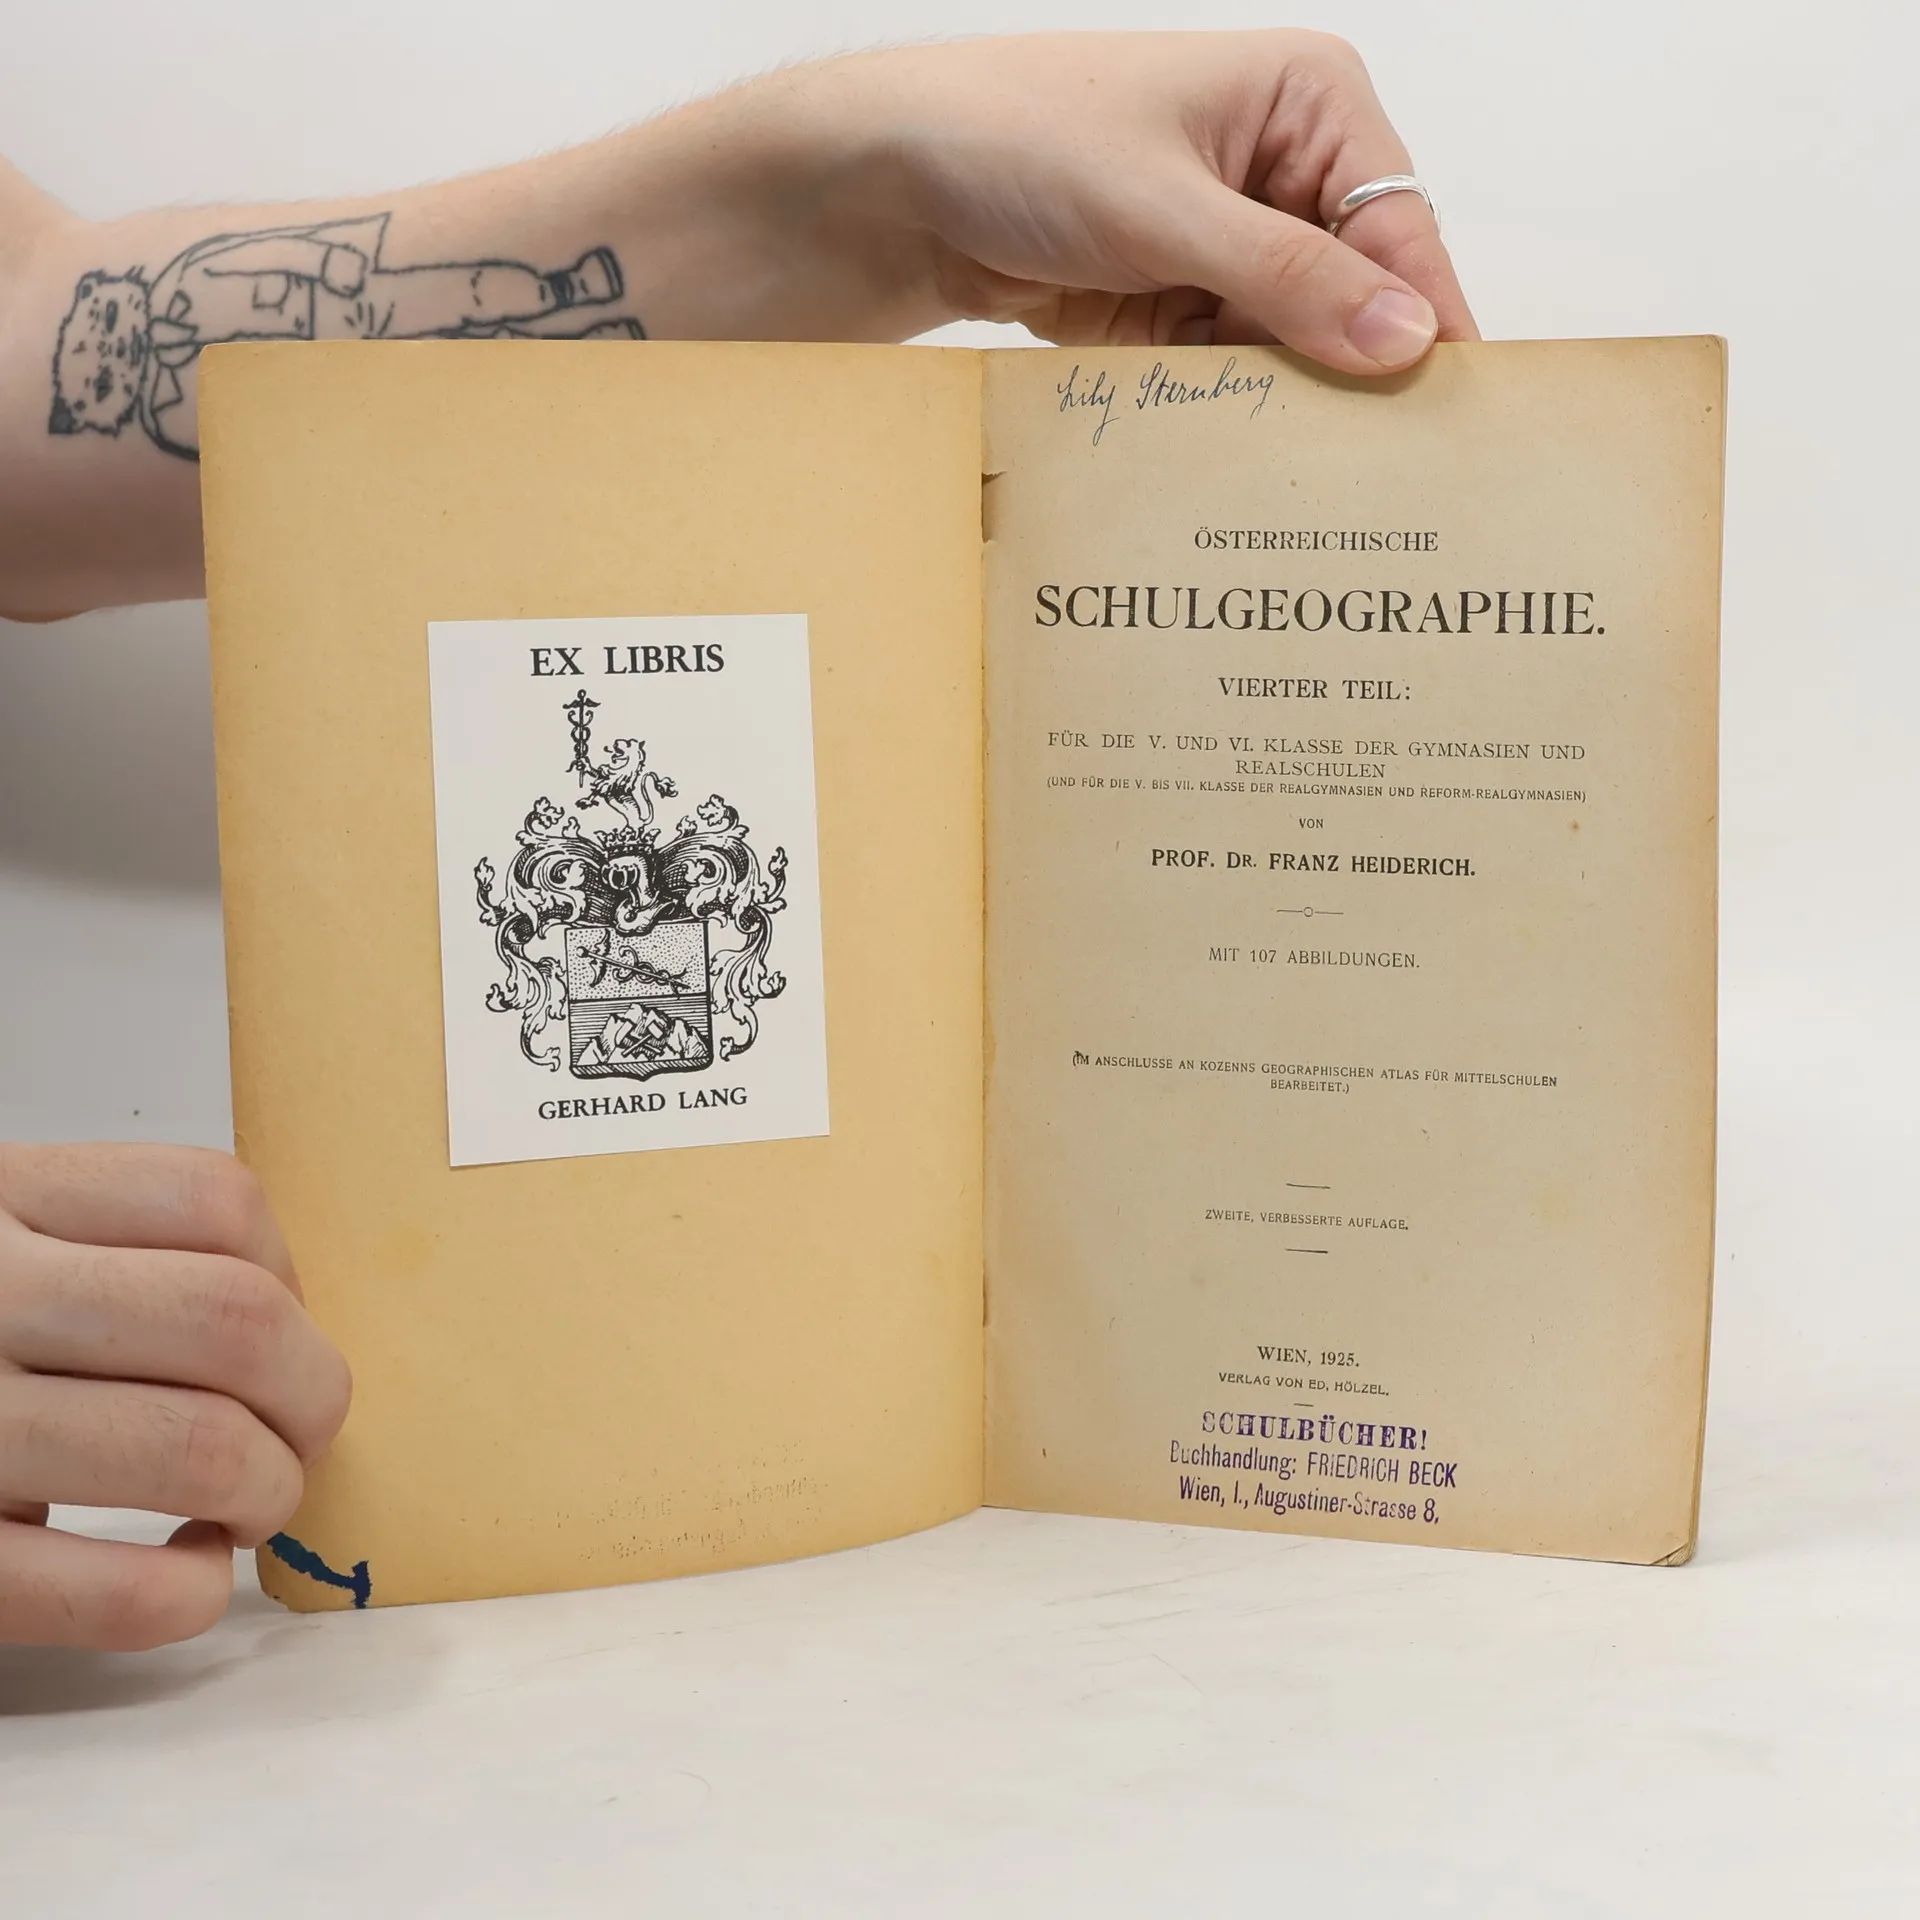 EX LIBRIS
GERHARD LANG
Lily Sternberg.
ÖSTERREICHISCHE
SCHULGEOGRAPHIE.
VIERTER TEIL:
FÜR DIE V. UND VI. KLASSE DER GYMNASIEN UND
REALSCHULEN
(UND FÜR DIE V. BIS VII. KLASSE DER REALGYMNASIEN UND REFORM-REALGYMNASIEN)
VON
PROF. DR. FRANZ HEIDERICH.
MIT 107 ABBILDUNGEN.
(IM ANSCHLUSSE AN KOZENNS GEOGRAPHISCHEN ATLAS FÜR MITTELSCHULEN
BEARBEITET.)
ZWEITE, VERBESSERTE AUFLAGE.
WIEN, 1925.
VERLAG VON ED. HÖLZEL.
SCHULBÜCHER!
Buchhandlung: FRIEDRICH BECK
Wien, I., Augustiner-Strasse 8.